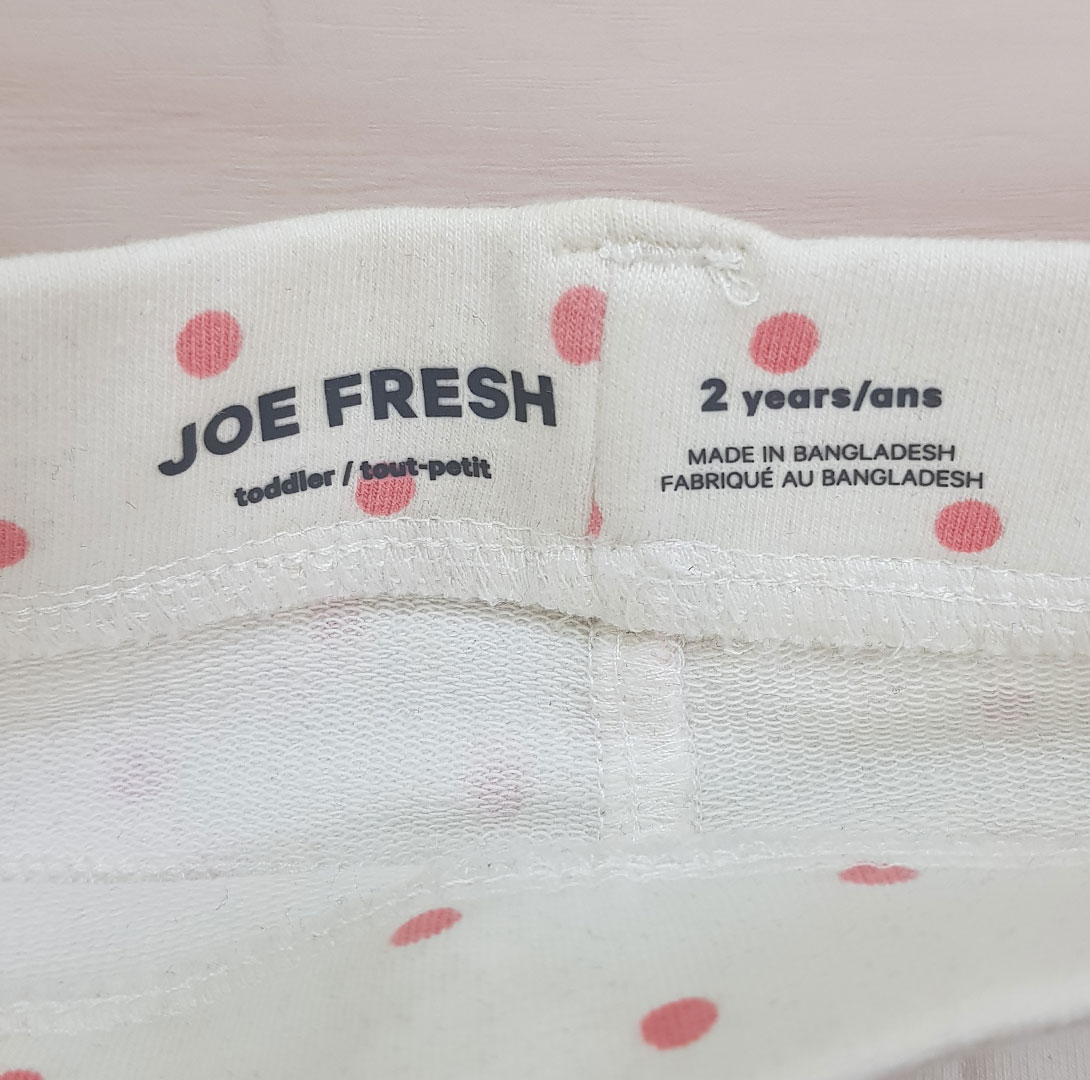 JOE FRESH
toddler / tout-petit
2 years/ans
MADE IN BANGLADESH
FABRIQUÉ AU BANGLADESH